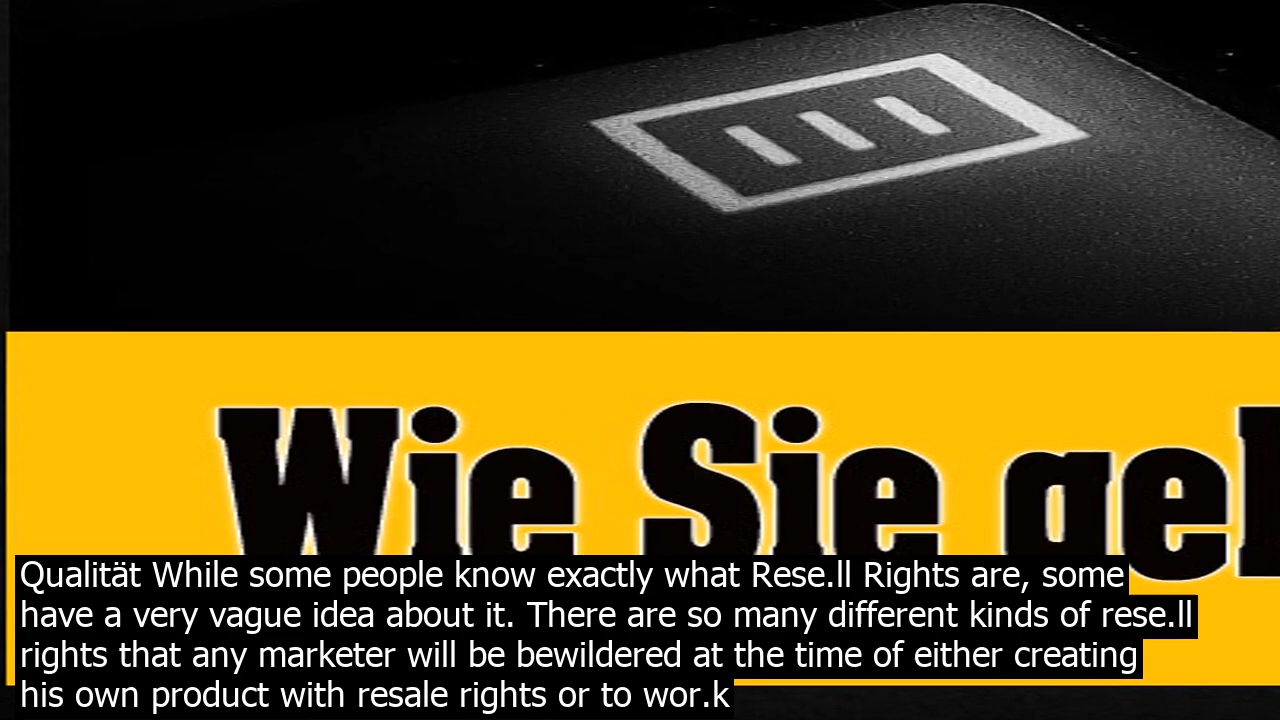 Wie Sie gel
Qualität While some people know exactly what Rese.ll Rights are, some
have a very vague idea about it. There are so many different kinds of rese.ll
rights that any marketer will be bewildered at the time of either creating
his own product with resale rights or to wor.k